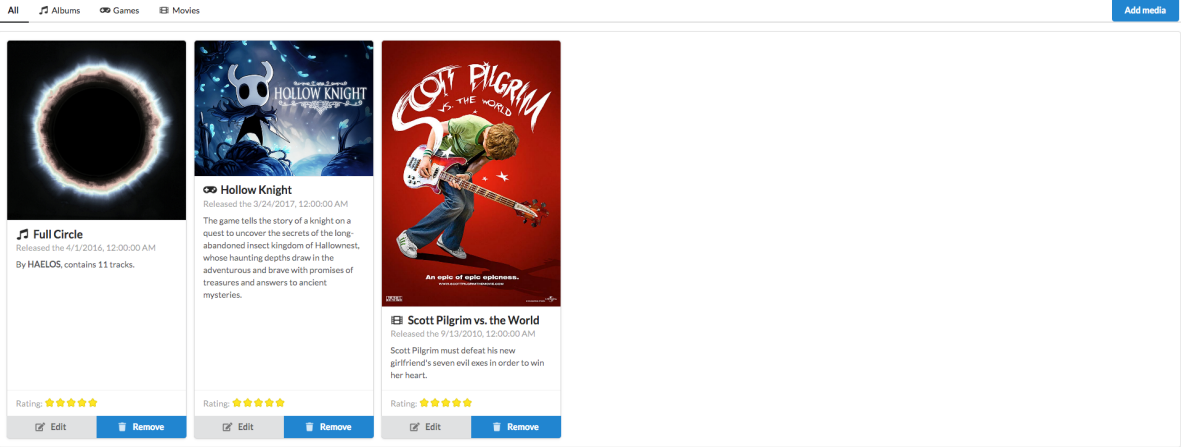 All Albums Games Movies Add media
Full Circle
Released the 4/1/2016, 12:00:00 AM
By HAELOS, contains 11 tracks.
Rating:
Edit Remove
HOLLOW KNIGHT
Hollow Knight
Released the 3/24/2017, 12:00:00 AM
The game tells the story of a knight on a
quest to uncover the secrets of the long-
abandoned insect kingdom of Hallownest,
whose haunting depths draw in the
adventurous and brave with promises of
treasures and answers to ancient
mysteries.
Rating:
Edit Remove
SCOTT PILGRIM
VS. THE WORLD
An epic of epic epicness.
WWW.SCOTTPILGRIMTHEMOVIE.COM
Scott Pilgrim vs. the World
Released the 9/13/2010, 12:00:00 AM
Scott Pilgrim must defeat his new
girlfriend's seven evil exes in order to win
her heart.
Rating:
Edit Remove